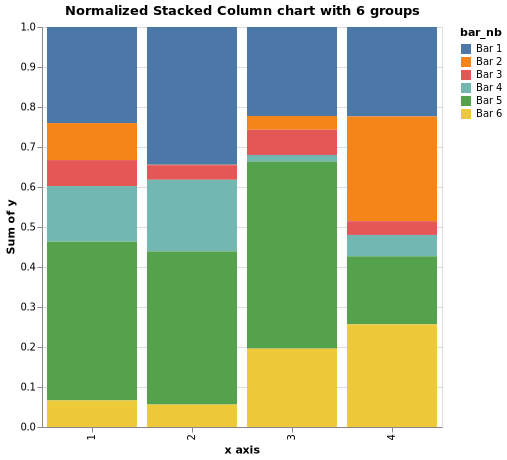 Normalized Stacked Column chart with 6 groups
bar_nb
Bar 1
Bar 2
Bar 3
Bar 4
Bar 5
Bar 6
Sum of y
1.0
0.9
0.8
0.7
0.6
0.5
0.4
0.3
0.2
0.1
0.0
1
2
3
4
x axis